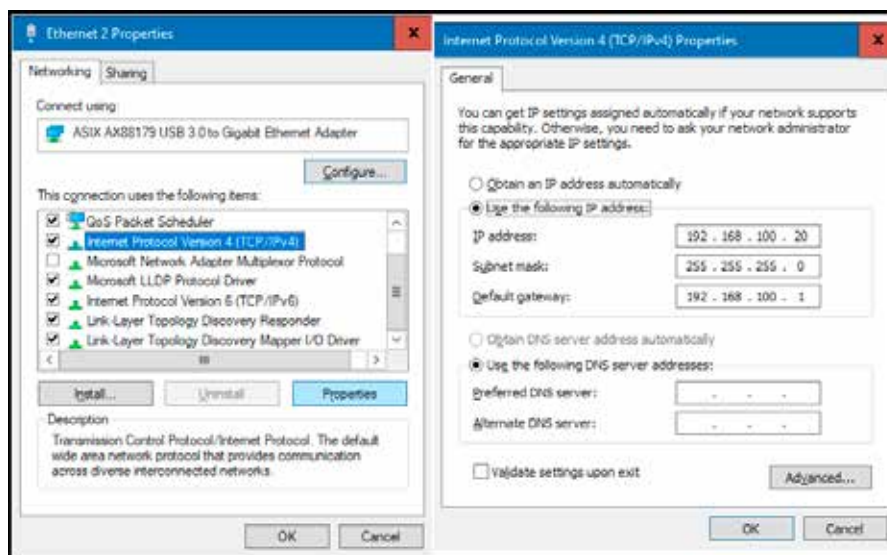 Ethernet 2 Properties
Networking
Sharing
Connect using
ASIX AX88179 USB 3.0 to Gigabit Ethernet Adapter
Configure...
This connection uses the following items:
QoS Packet Scheduler
Internet Protocol Version 4 (TCP/IPv4)
Microsoft Network Adapter Multiplexor Protocol
Microsoft LLDP Protocol Driver
Internet Protocol Version 6 (TCP/IPv6)
Link-Layer Topology Discovery Responder
Link-Layer Topology Discovery Mapper I/O Driver
Install...
Uninstall
Properties
Description
Transmission Control Protocol/Internet Protocol. The default
wide area network protocol that provides communication
across diverse interconnected networks.
OK
Cancel
Internet Protocol Version 4 (TCP/IPv4) Properties
General
You can get IP settings assigned automatically if your network supports
this capability. Otherwise, you need to ask your network administrator
for the appropriate IP settings.
Obtain an IP address automatically
Use the following IP address:
IP address:
192 . 168 . 100 . 20
Subnet mask:
255 . 255 . 255 . 0
Default gateway:
192 . 168 . 100 . 1
Obtain DNS server address automatically
Use the following DNS server addresses:
Preferred DNS server:
. . .
Alternate DNS server:
. . .
Validate settings upon exit
Advanced...
OK
Cancel